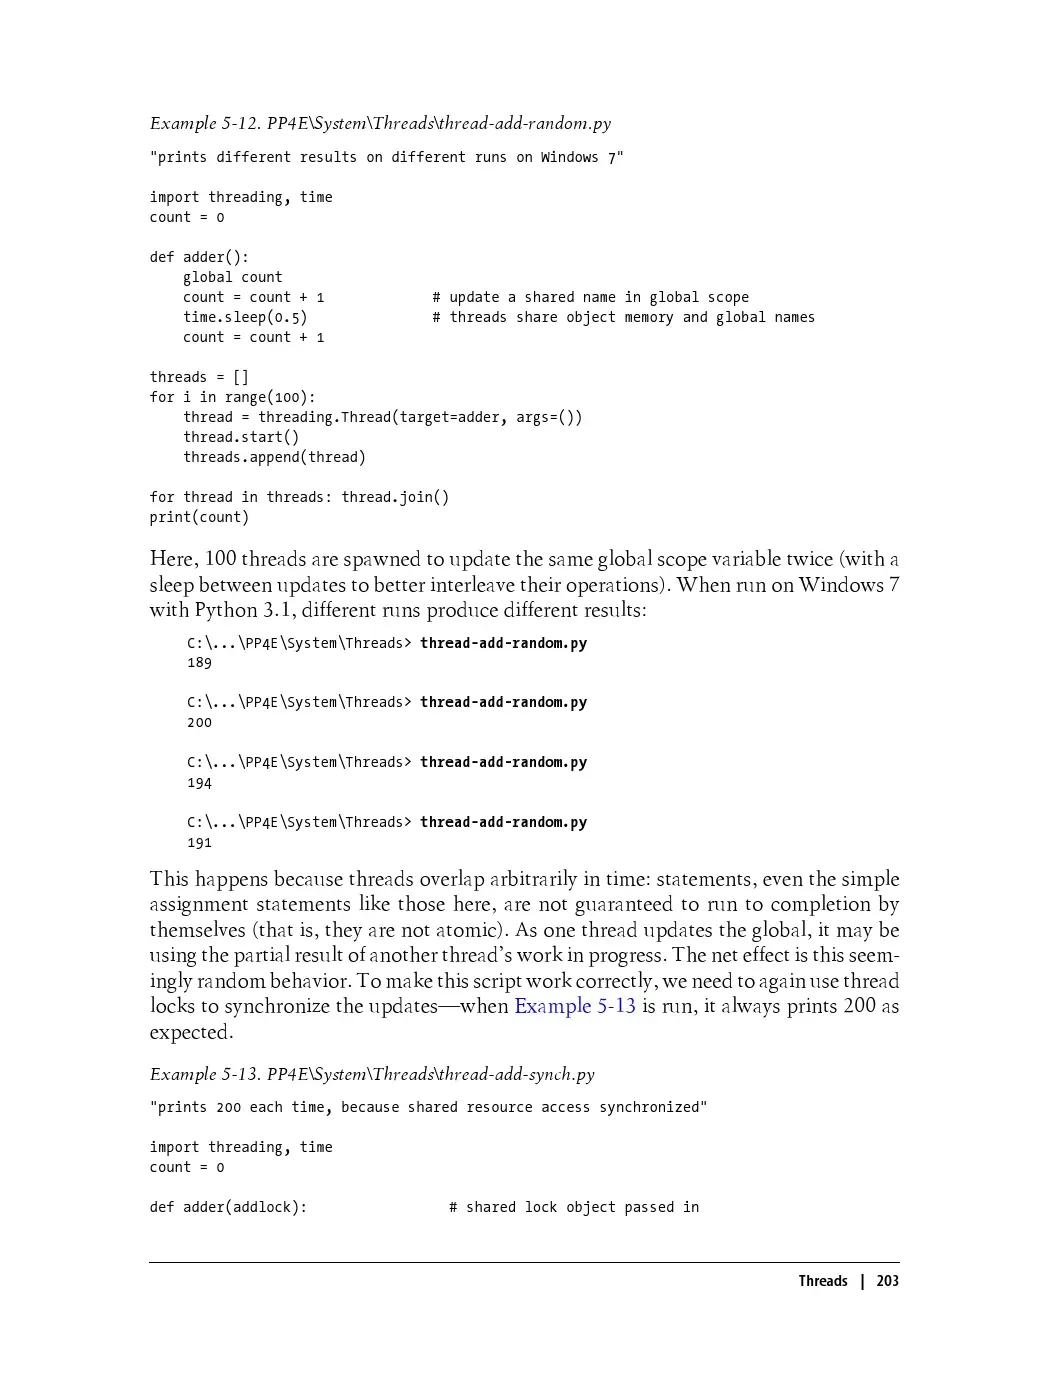 Example 5-12. PP4E\System\Threads\thread-add-random.py
"prints different results on different runs on Windows 7"
import threading, time
count = 0
def adder():
    global count
    count = count + 1             # update a shared name in global scope
    time.sleep(0.5)               # threads share object memory and global names
    count = count + 1
threads = []
for i in range(100):
    thread = threading.Thread(target=adder, args=())
    thread.start()
    threads.append(thread)
for thread in threads: thread.join()
print(count)
Here, 100 threads are spawned to update the same global scope variable twice (with a
sleep between updates to better interleave their operations). When run on Windows 7
with Python 3.1, different runs produce different results:
C:\...\PP4E\System\Threads> thread-add-random.py
189
C:\...\PP4E\System\Threads> thread-add-random.py
200
C:\...\PP4E\System\Threads> thread-add-random.py
194
C:\...\PP4E\System\Threads> thread-add-random.py
191
This happens because threads overlap arbitrarily in time: statements, even the simple
assignment statements like those here, are not guaranteed to run to completion by
themselves (that is, they are not atomic). As one thread updates the global, it may be
using the partial result of another thread's work in progress. The net effect is this seem-
ingly random behavior. To make this script work correctly, we need to again use thread
locks to synchronize the updates—when Example 5-13 is run, it always prints 200 as
expected.
Example 5-13. PP4E\System\Threads\thread-add-synch.py
"prints 200 each time, because shared resource access synchronized"
import threading, time
count = 0
def adder(addlock):                 # shared lock object passed in
Threads | 203